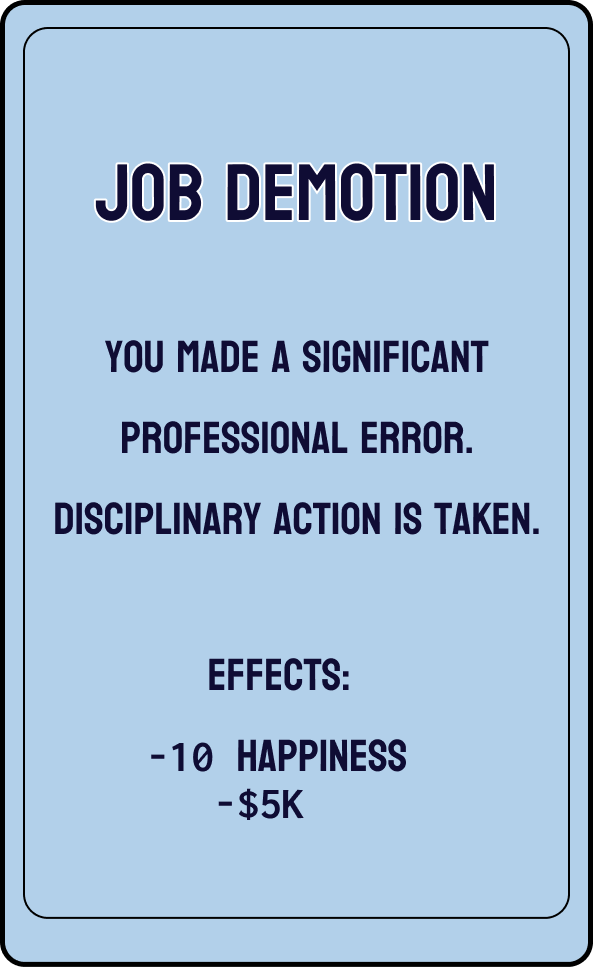 JOB DEMOTION
YOU MADE A SIGNIFICANT
PROFESSIONAL ERROR.
DISCIPLINARY ACTION IS TAKEN.
EFFECTS:
-10 HAPPINESS
-$5K